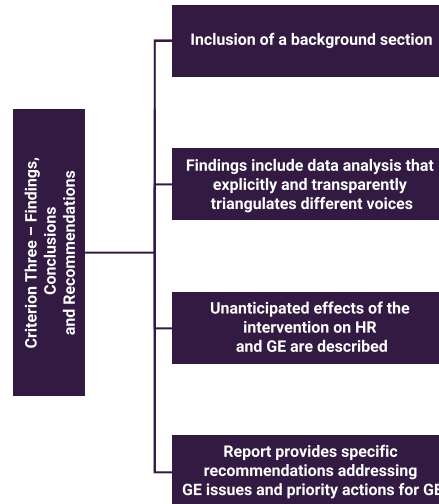 Criterion Three – Findings,
Conclusions
and Recommendations
Inclusion of a background section
Findings include data analysis that
explicitly and transparently
triangulates different voices
Unanticipated effects of the
intervention on HR
and GE are described
Report provides specific
recommendations addressing
GE issues and priority actions for GE